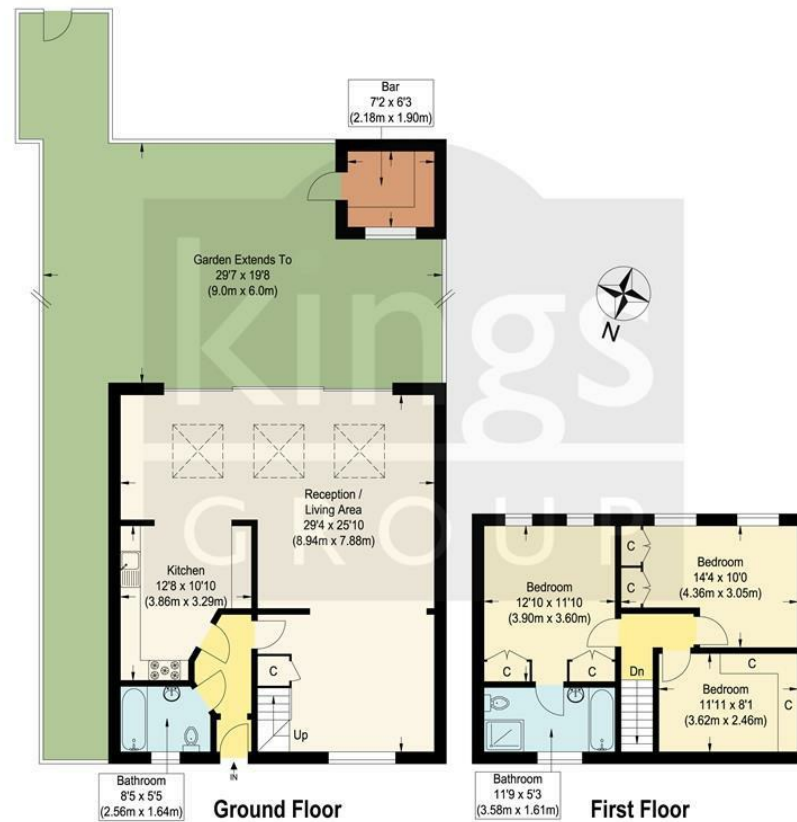 Bar
7'2 x 6'3
(2.18m x 1.90m)
Garden Extends To
29'7 x 19'8
(9.0m x 6.0m)
N
Kings
GROUP
Reception /
Living Area
29'4 x 25'10
(8.94m x 7.88m)
Kitchen
12'8 x 10'10
(3.86m x 3.29m)
C
Up
IN
Bathroom
8'5 x 5'5
(2.56m x 1.64m)
Ground Floor
C
C
Bedroom
14'4 x 10'0
(4.36m x 3.05m)
Bedroom
12'10 x 11'10
(3.90m x 3.60m)
C
C
Dn
C
Bedroom
11'11 x 8'1
(3.62m x 2.46m)
C
Bathroom
11'9 x 5'3
(3.58m x 1.61m)
First Floor